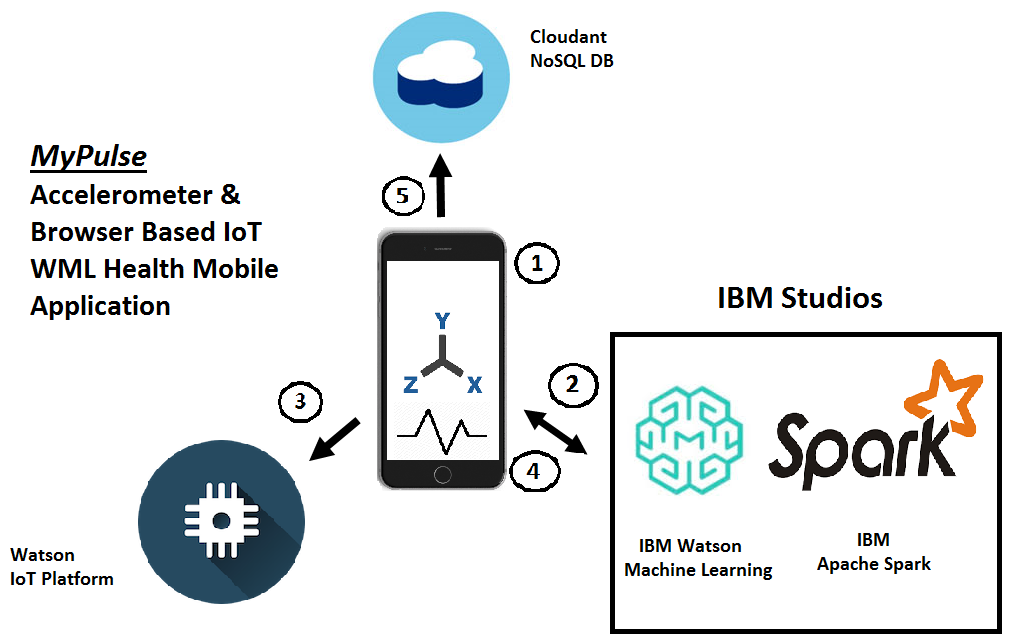 Cloudant
NoSQL DB
MyPulse
Accelerometer &
Browser Based IoT
WML Health Mobile
Application
5
1
IBM Studios
Y
Z
X
2
3
4
M
Spark
Watson
IoT Platform
IBM Watson
Machine Learning
IBM
Apache Spark